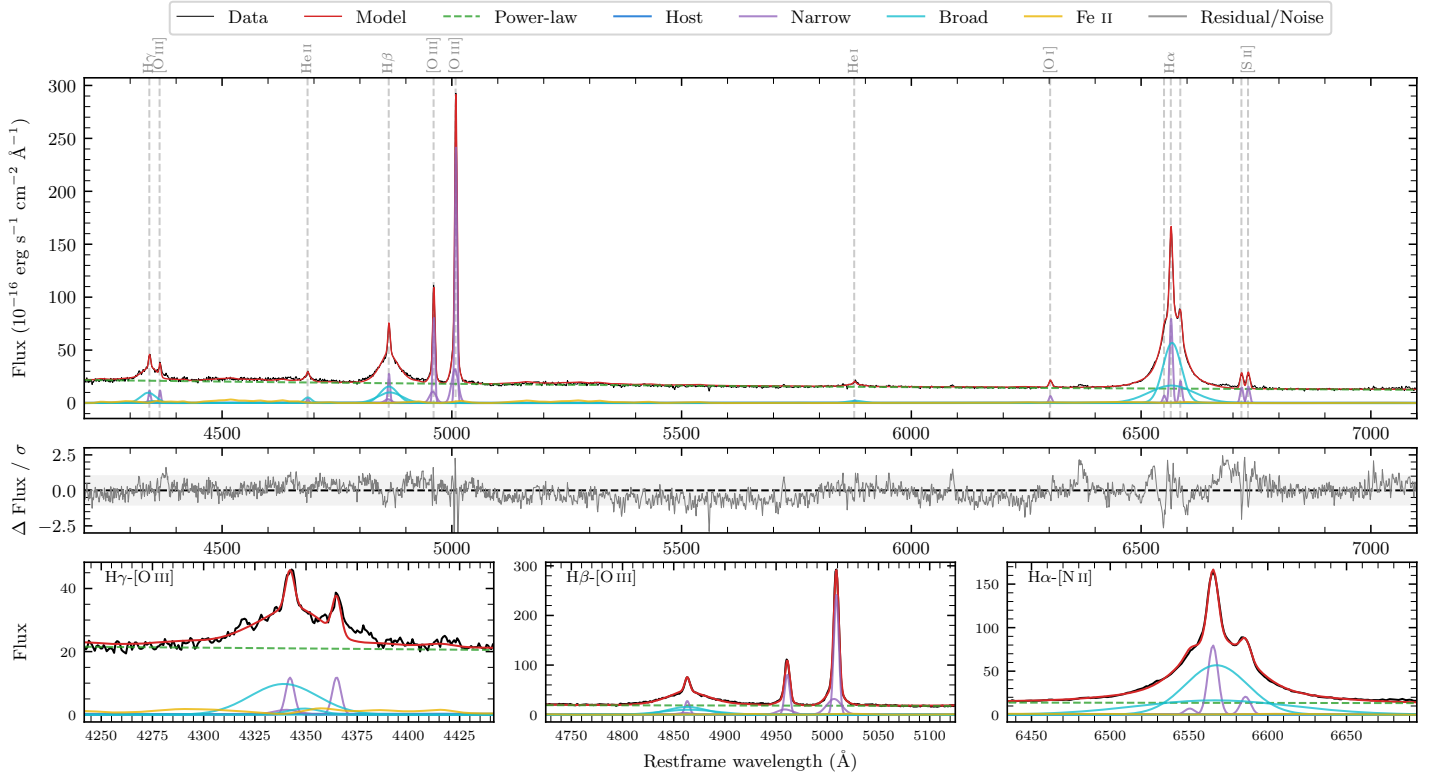 Data Model Power-law Host Narrow Broad Fe II Residual/Noise
Hγ [O III] He II Hβ [O III] [O III] He I [O I] Hα [S II]
Flux (10⁻¹⁶ erg s⁻¹ cm⁻² Å⁻¹)
300
250
200
150
100
50
0
4500 5000 5500 6000 6500 7000
Δ Flux / σ
2.5
0.0
−2.5
4500 5000 5500 6000 6500 7000
Flux
Hγ-[O III]
40
20
0
4250 4275 4300 4325 4350 4375 4400 4425
Hβ-[O III]
300
200
100
0
4750 4800 4850 4900 4950 5000 5050 5100
Hα-[N II]
150
100
50
0
6450 6500 6550 6600 6650
Restframe wavelength (Å)